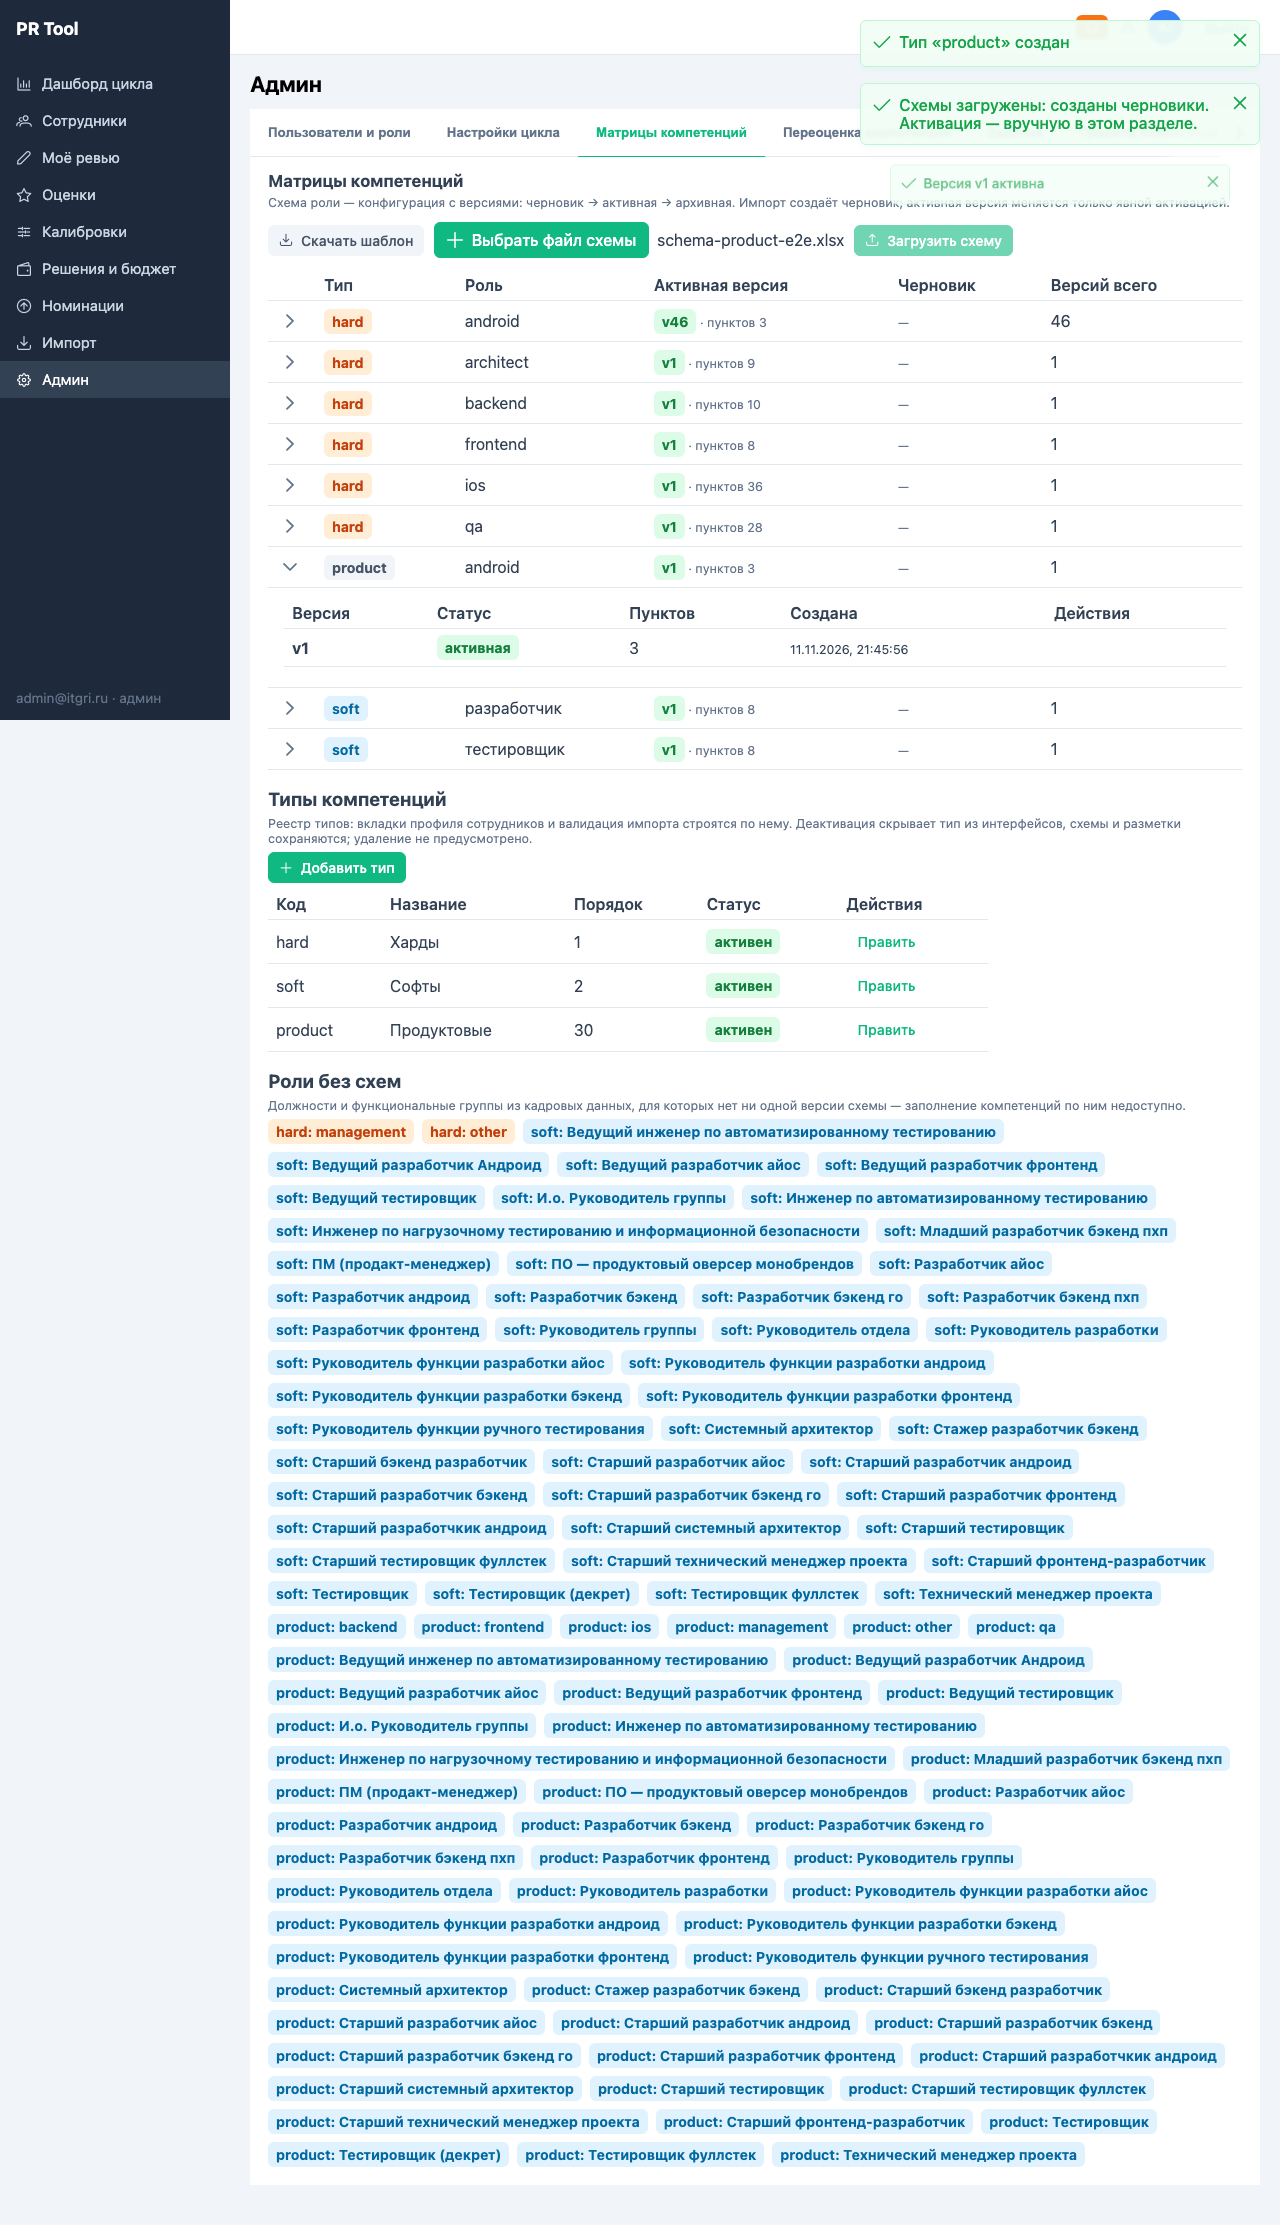 PR Tool
Дашборд цикла
Сотрудники
Моё ревью
Оценки
Калибровки
Решения и бюджет
Номинации
Импорт
Админ
admin@itgri.ru · админ
Тип «product» создан
Схемы загружены: созданы черновики.
Активация — вручную в этом разделе.
Версия v1 активна
Админ
Пользователи и роли Настройки цикла Матрицы компетенций Переоценка
Матрицы компетенций
Схема роли — конфигурация с версиями: черновик → активная → архивная. Импорт создаёт черновик, активная версия меняется только явной активацией.
Скачать шаблон Выбрать файл схемы schema-product-e2e.xlsx Загрузить схему
Тип Роль Активная версия Черновик Версий всего
hard android v46 · пунктов 3 — 46
hard architect v1 · пунктов 9 — 1
hard backend v1 · пунктов 10 — 1
hard frontend v1 · пунктов 8 — 1
hard ios v1 · пунктов 36 — 1
hard qa v1 · пунктов 28 — 1
product android v1 · пунктов 3 — 1
Версия Статус Пунктов Создана Действия
v1 активная 3 11.11.2026, 21:45:56
soft разработчик v1 · пунктов 8 — 1
soft тестировщик v1 · пунктов 8 — 1
Типы компетенций
Реестр типов: вкладки профиля сотрудников и валидация импорта строятся по нему. Деактивация скрывает тип из интерфейсов, схемы и разметки
сохраняются; удаление не предусмотрено.
Добавить тип
Код Название Порядок Статус Действия
hard Харды 1 активен Править
soft Софты 2 активен Править
product Продуктовые 30 активен Править
Роли без схем
Должности и функциональные группы из кадровых данных, для которых нет ни одной версии схемы — заполнение компетенций по ним недоступно.
hard: management hard: other soft: Ведущий инженер по автоматизированному тестированию
soft: Ведущий разработчик Андроид soft: Ведущий разработчик айос soft: Ведущий разработчик фронтенд
soft: Ведущий тестировщик soft: И.о. Руководитель группы soft: Инженер по автоматизированному тестированию
soft: Инженер по нагрузочному тестированию и информационной безопасности soft: Младший разработчик бэкенд пхп
soft: ПМ (продакт-менеджер) soft: ПО — продуктовый оверсер монобрендов soft: Разработчик айос
soft: Разработчик андроид soft: Разработчик бэкенд soft: Разработчик бэкенд го soft: Разработчик бэкенд пхп
soft: Разработчик фронтенд soft: Руководитель группы soft: Руководитель отдела soft: Руководитель разработки
soft: Руководитель функции разработки айос soft: Руководитель функции разработки андроид
soft: Руководитель функции разработки бэкенд soft: Руководитель функции разработки фронтенд
soft: Руководитель функции ручного тестирования soft: Системный архитектор soft: Стажер разработчик бэкенд
soft: Старший бэкенд разработчик soft: Старший разработчик айос soft: Старший разработчик андроид
soft: Старший разработчик бэкенд soft: Старший разработчик бэкенд го soft: Старший разработчик фронтенд
soft: Старший разработчкик андроид soft: Старший системный архитектор soft: Старший тестировщик
soft: Старший тестировщик фуллстек soft: Старший технический менеджер проекта soft: Старший фронтенд-разработчик
soft: Тестировщик soft: Тестировщик (декрет) soft: Тестировщик фуллстек soft: Технический менеджер проекта
product: backend product: frontend product: ios product: management product: other product: qa
product: Ведущий инженер по автоматизированному тестированию product: Ведущий разработчик Андроид
product: Ведущий разработчик айос product: Ведущий разработчик фронтенд product: Ведущий тестировщик
product: И.о. Руководитель группы product: Инженер по автоматизированному тестированию
product: Инженер по нагрузочному тестированию и информационной безопасности product: Младший разработчик бэкенд пхп
product: ПМ (продакт-менеджер) product: ПО — продуктовый оверсер монобрендов product: Разработчик айос
product: Разработчик андроид product: Разработчик бэкенд product: Разработчик бэкенд го
product: Разработчик бэкенд пхп product: Разработчик фронтенд product: Руководитель группы
product: Руководитель отдела product: Руководитель разработки product: Руководитель функции разработки айос
product: Руководитель функции разработки андроид product: Руководитель функции разработки бэкенд
product: Руководитель функции разработки фронтенд product: Руководитель функции ручного тестирования
product: Системный архитектор product: Стажер разработчик бэкенд product: Старший бэкенд разработчик
product: Старший разработчик айос product: Старший разработчик андроид product: Старший разработчик бэкенд
product: Старший разработчик бэкенд го product: Старший разработчик фронтенд product: Старший разработчкик андроид
product: Старший системный архитектор product: Старший тестировщик product: Старший тестировщик фуллстек
product: Старший технический менеджер проекта product: Старший фронтенд-разработчик product: Тестировщик
product: Тестировщик (декрет) product: Тестировщик фуллстек product: Технический менеджер проекта